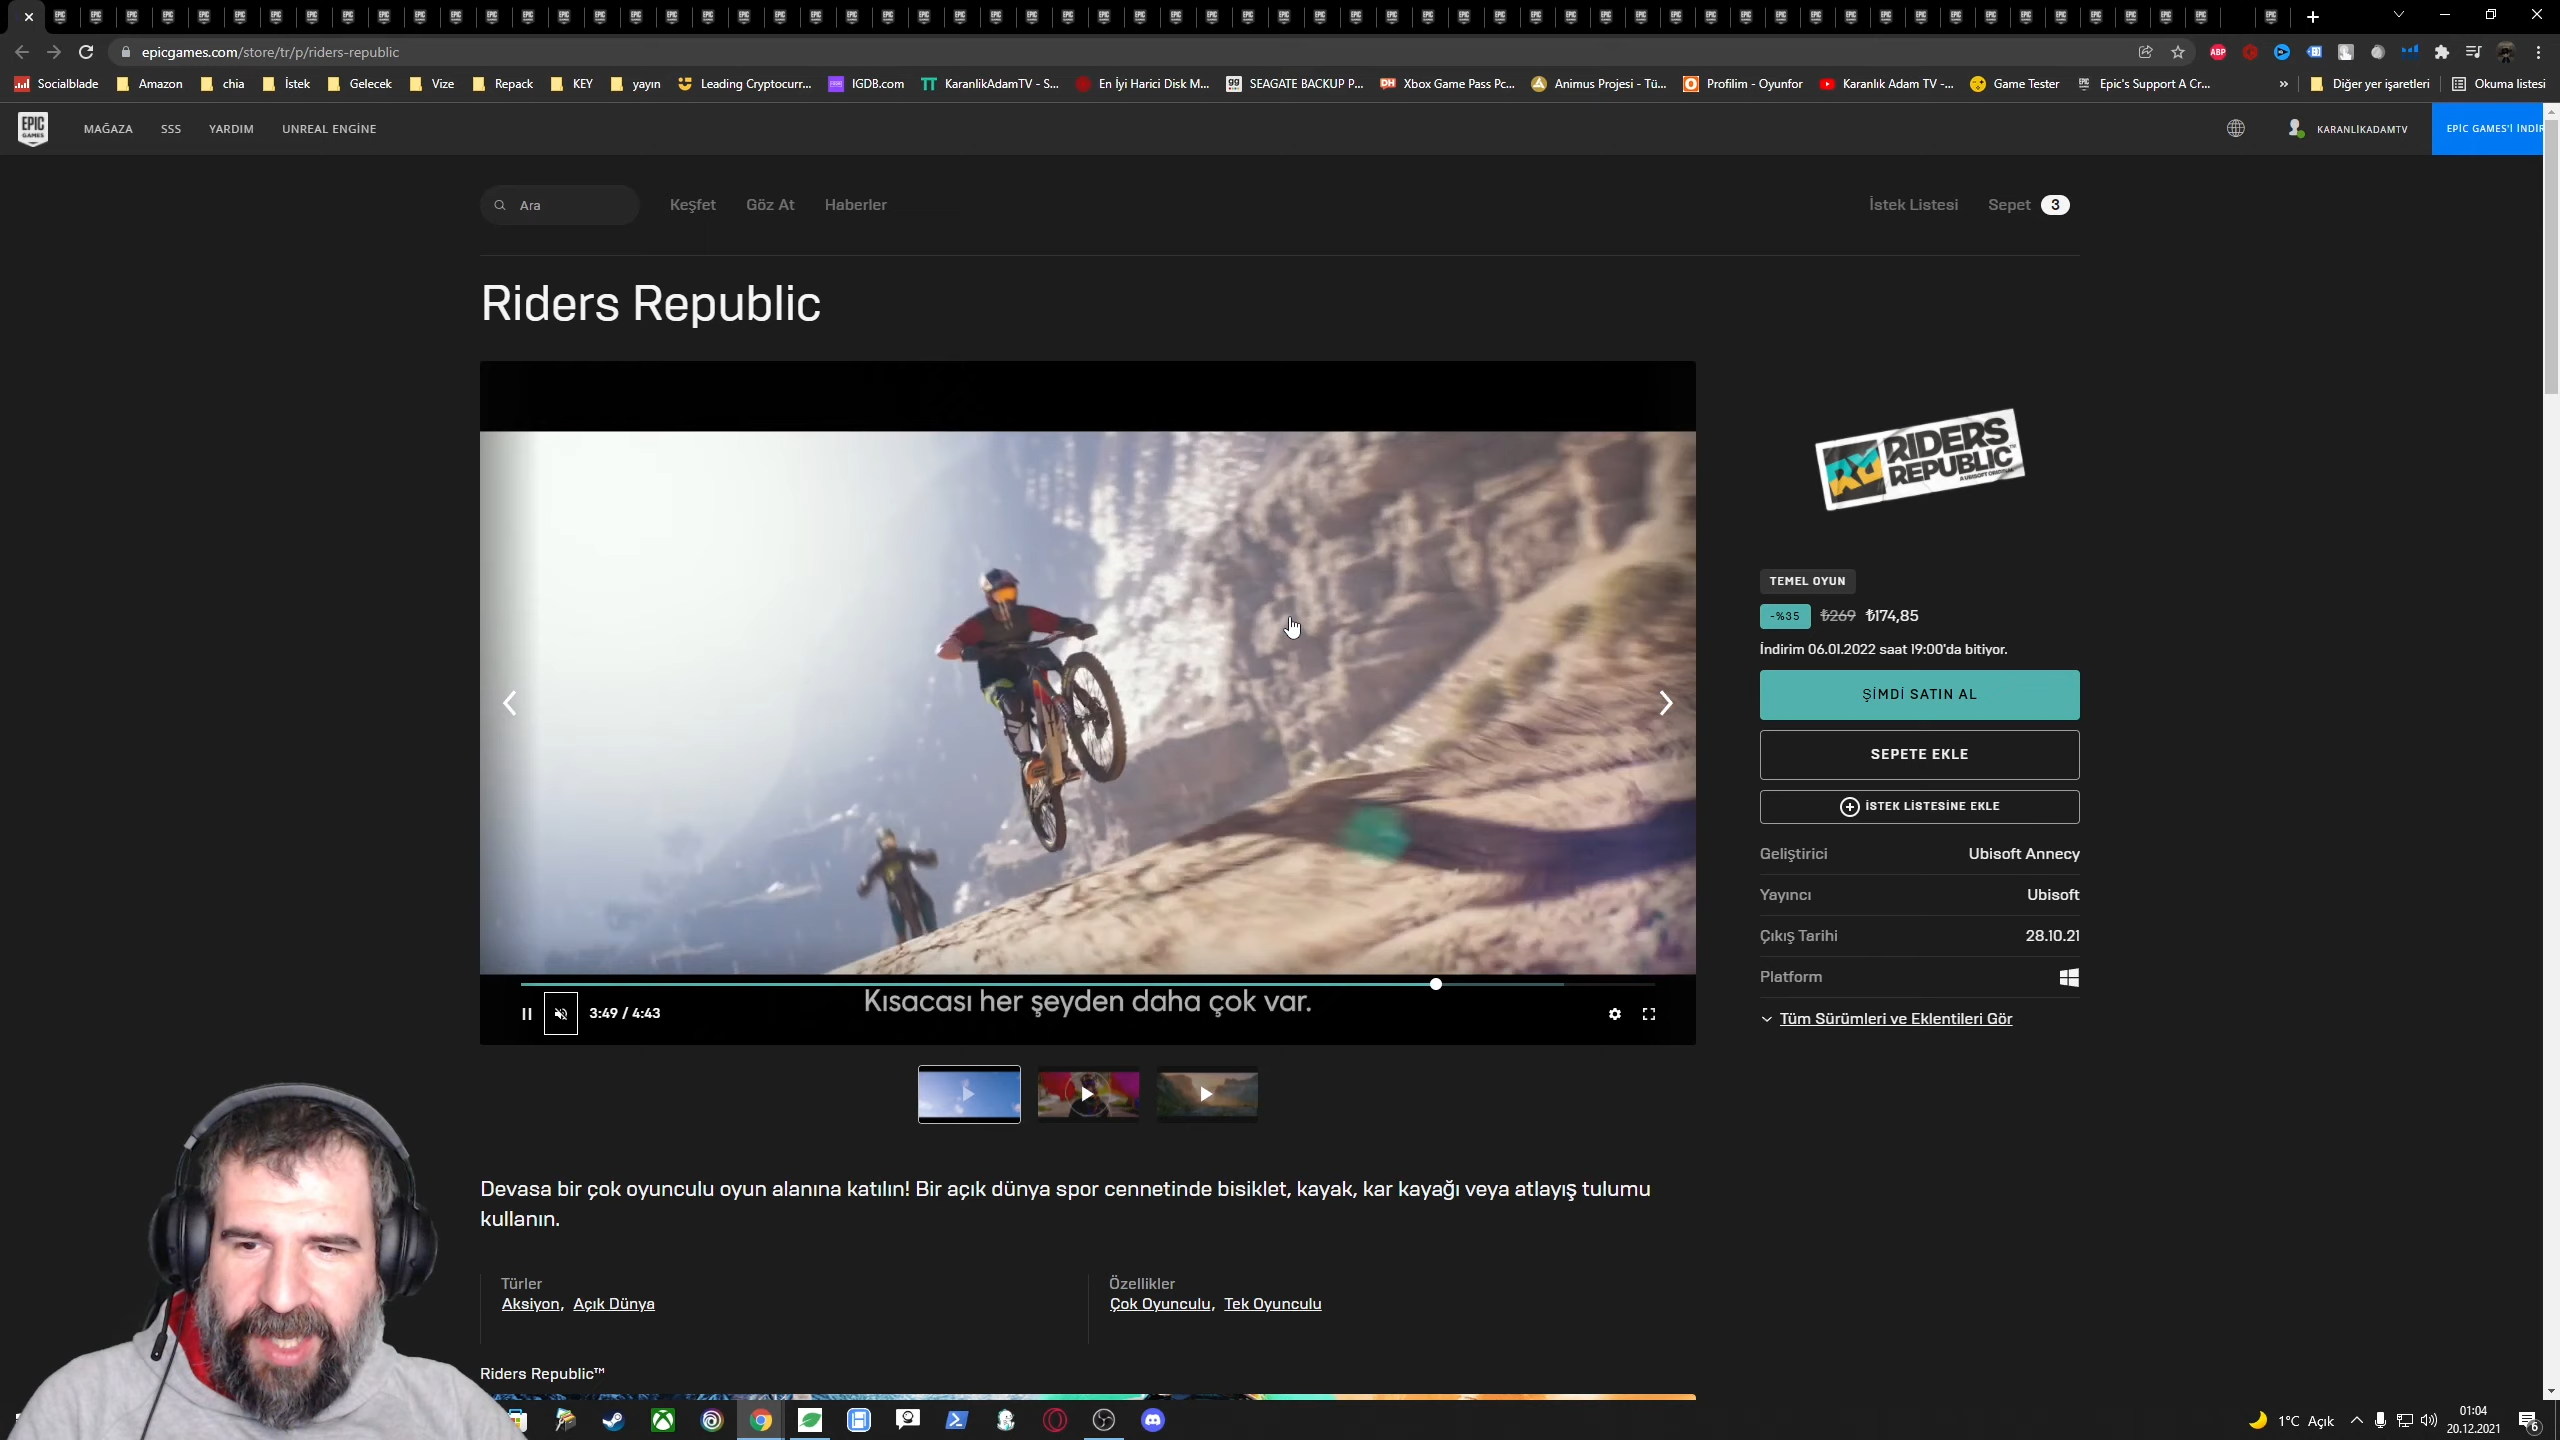 epicgames.com/store/tr/p/riders-republic
Socialblade Amazon chia İstek Gelecek Vize Repack KEY yayın Leading Cryptocurr... IGDB.com KaranlikAdamTV - S... En İyi Harici Disk M... SEAGATE BACKUP P... Xbox Game Pass Pc... Animus Projesi - Tü... Profilim - Oyunfor Karanlık Adam TV -... Game Tester Epic's Support A Cr... » Diğer yer işaretleri Okuma listesi
EPIC GAMES MAĞAZA SSS YARDIM UNREAL ENGİNE KARANLİKADAMTV EPİC GAMES'İ İNDİR
Ara Keşfet Göz At Haberler İstek Listesi Sepet 3
Riders Republic
RIDERS REPUBLIC
TEMEL OYUN
-%35 ₺269 ₺174,85
İndirim 06.01.2022 saat 19:00'da bitiyor.
ŞİMDİ SATIN AL
SEPETE EKLE
İSTEK LİSTESİNE EKLE
Geliştirici Ubisoft Annecy
Yayıncı Ubisoft
Çıkış Tarihi 28.10.21
Platform
Tüm Sürümleri ve Eklentileri Gör
Kısacası her şeyden daha çok var.
3:49 / 4:43
Devasa bir çok oyunculu oyun alanına katılın! Bir açık dünya spor cennetinde bisiklet, kayak, kar kayağı veya atlayış tulumu
kullanın.
Türler
Aksiyon, Açık Dünya
Özellikler
Çok Oyunculu, Tek Oyunculu
Riders Republic™
1°C Açık
01:04
20.12.2021
6